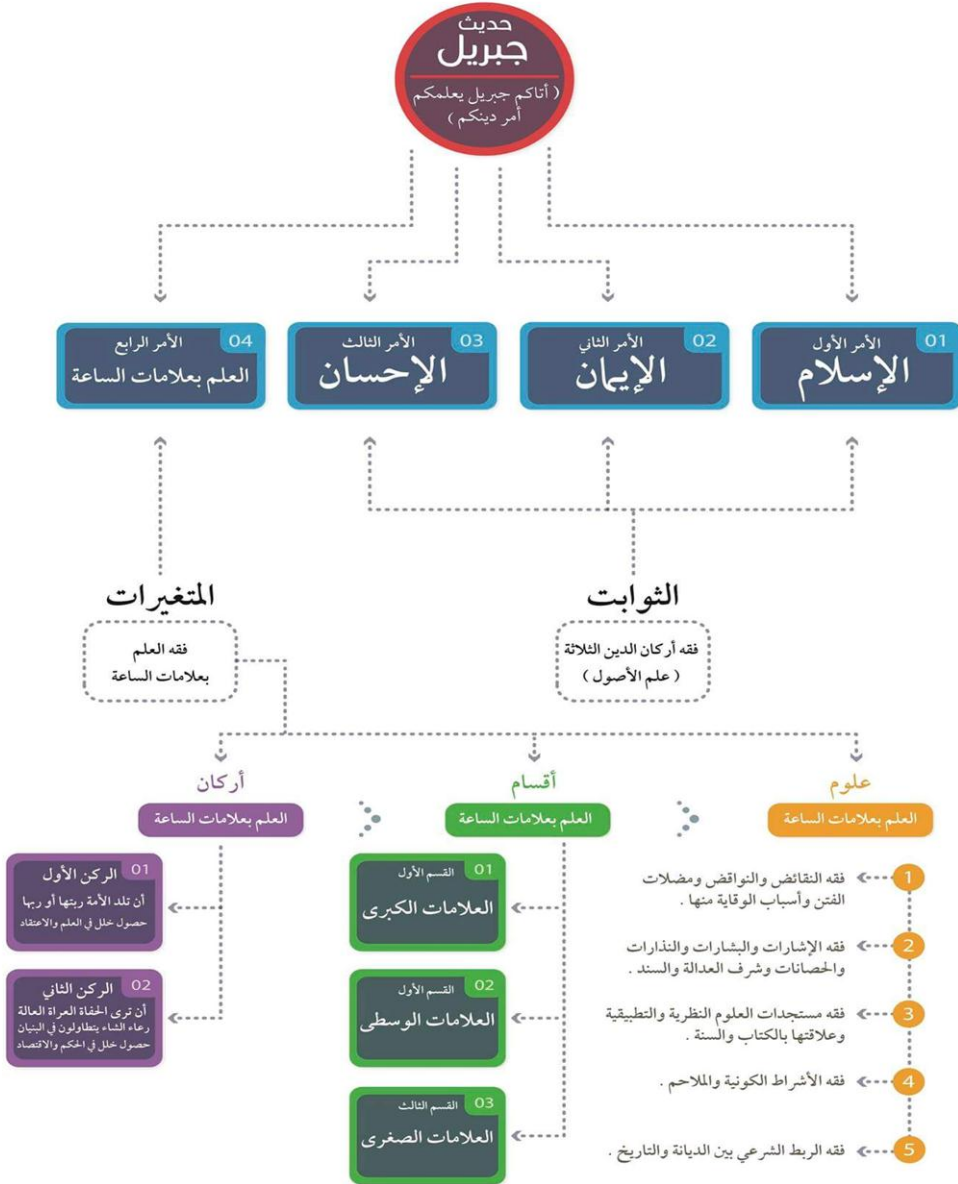 حديث
جبريل
( أتاكم جبريل يعلمكم
أمر دينكم )
01 الأمر الأول
الإسلام
02 الأمر الثاني
الإيمان
03 الأمر الثالث
الإحسان
04 الأمر الرابع
العلم بعلامات الساعة
الثوابت
فقه أركان الدين الثلاثة
( علم الأصول )
المتغيرات
فقه العلم
بعلامات الساعة
علوم
العلم بعلامات الساعة
1 فقه النقائض والنواقض ومضلات
الفتن وأسباب الوقاية منها .
2 فقه الإشارات والبشارات والنذارات
والحصانات وشرف العدالة والسند .
3 فقه مستجدات العلوم النظرية والتطبيقية
وعلاقتها بالكتاب والسنة .
4 فقه الأشراط الكونية والملاحم .
5 فقه الربط الشرعي بين الديانة والتاريخ .
أقسام
العلم بعلامات الساعة
01 القسم الأول
العلامات الكبرى
02 القسم الأول
العلامات الوسطى
03 القسم الثالث
العلامات الصغرى
أركان
العلم بعلامات الساعة
01 الركن الأول
أن تلد الأمة ربتها أو ربها
حصول خلل في العلم والاعتقاد
02 الركن الثاني
أن ترى الحفاة العراة العالة
رعاء الشاء يتطاولون في البنيان
حصول خلل في الحكم والاقتصاد